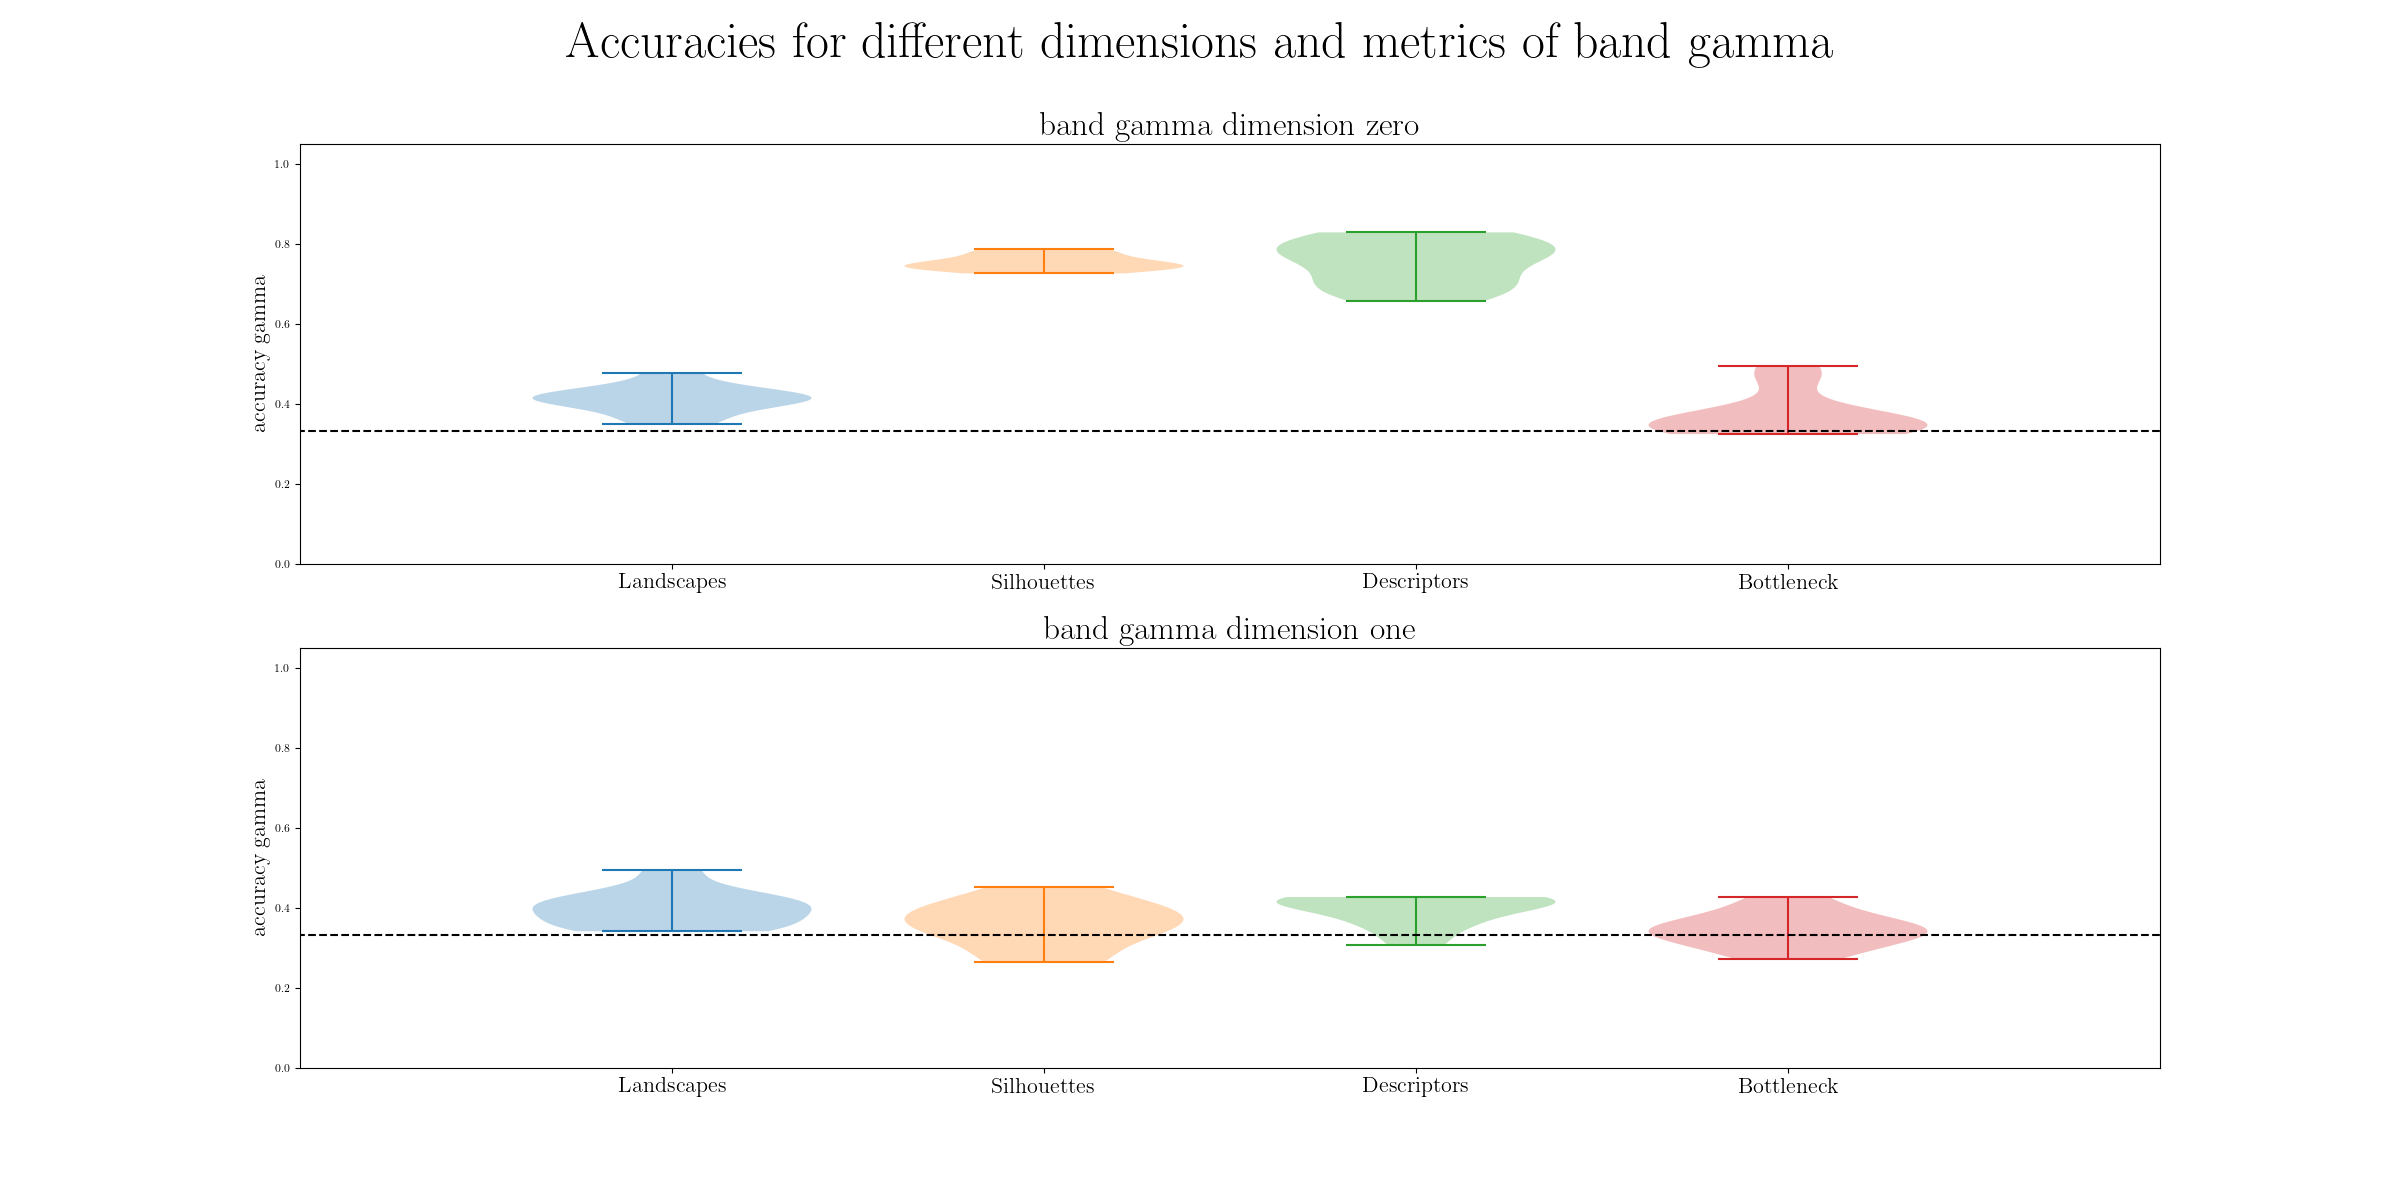 Accuracies for different dimensions and metrics of band gamma
band gamma dimension zero
accuracy gamma
1.0
0.8
0.6
0.4
0.2
0.0
Landscapes Silhouettes Descriptors Bottleneck
band gamma dimension one
accuracy gamma
1.0
0.8
0.6
0.4
0.2
0.0
Landscapes Silhouettes Descriptors Bottleneck